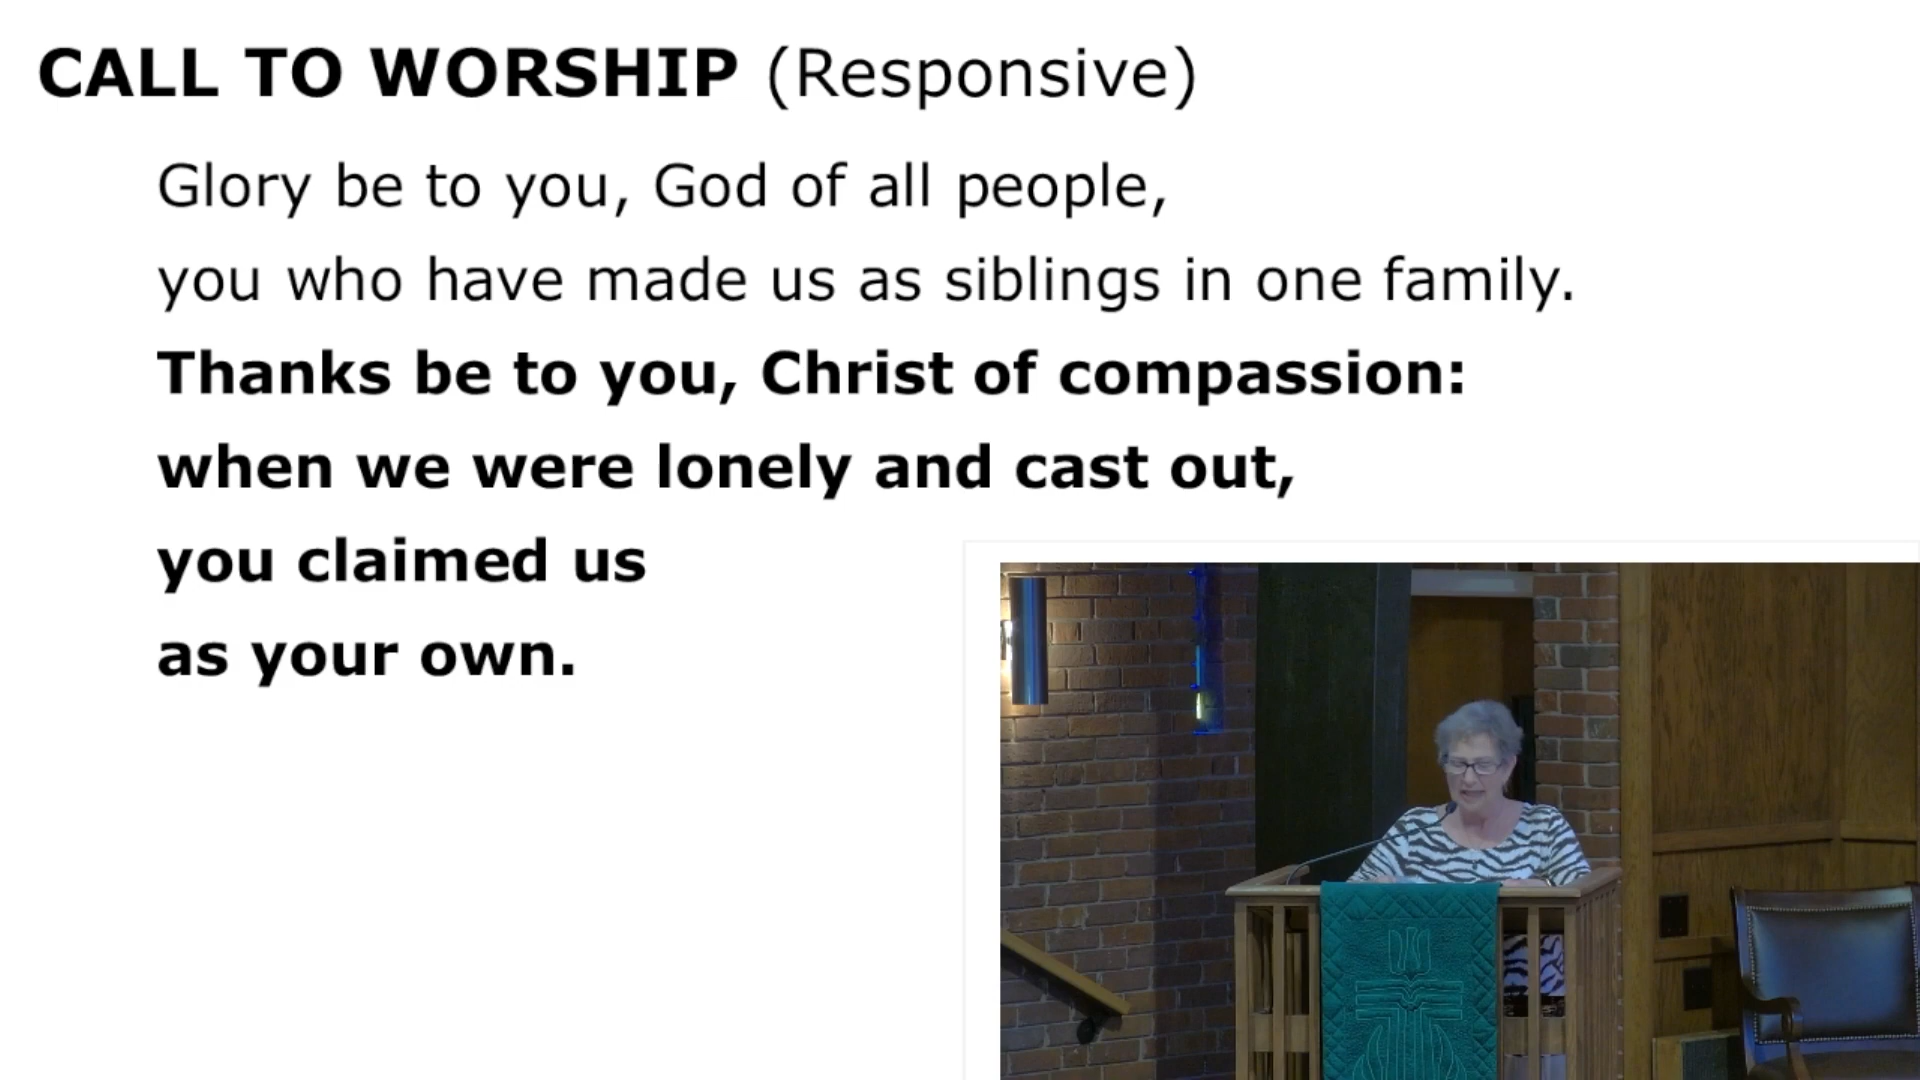 CALL TO WORSHIP (Responsive)
Glory be to you, God of all people,
you who have made us as siblings in one family.
Thanks be to you, Christ of compassion:
when we were lonely and cast out,
you claimed us
as your own.